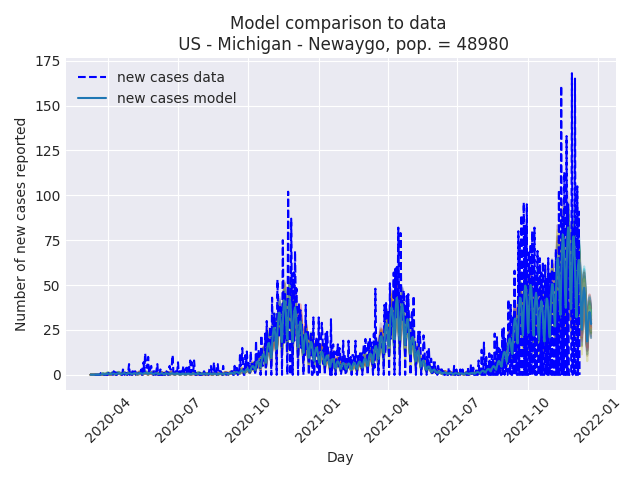 Model comparison to data
US - Michigan - Newaygo, pop. = 48980
new cases data
new cases model
Number of new cases reported
175
150
125
100
75
50
25
0
2020-04
2020-07
2020-10
2021-01
2021-04
2021-07
2021-10
2022-01
Day